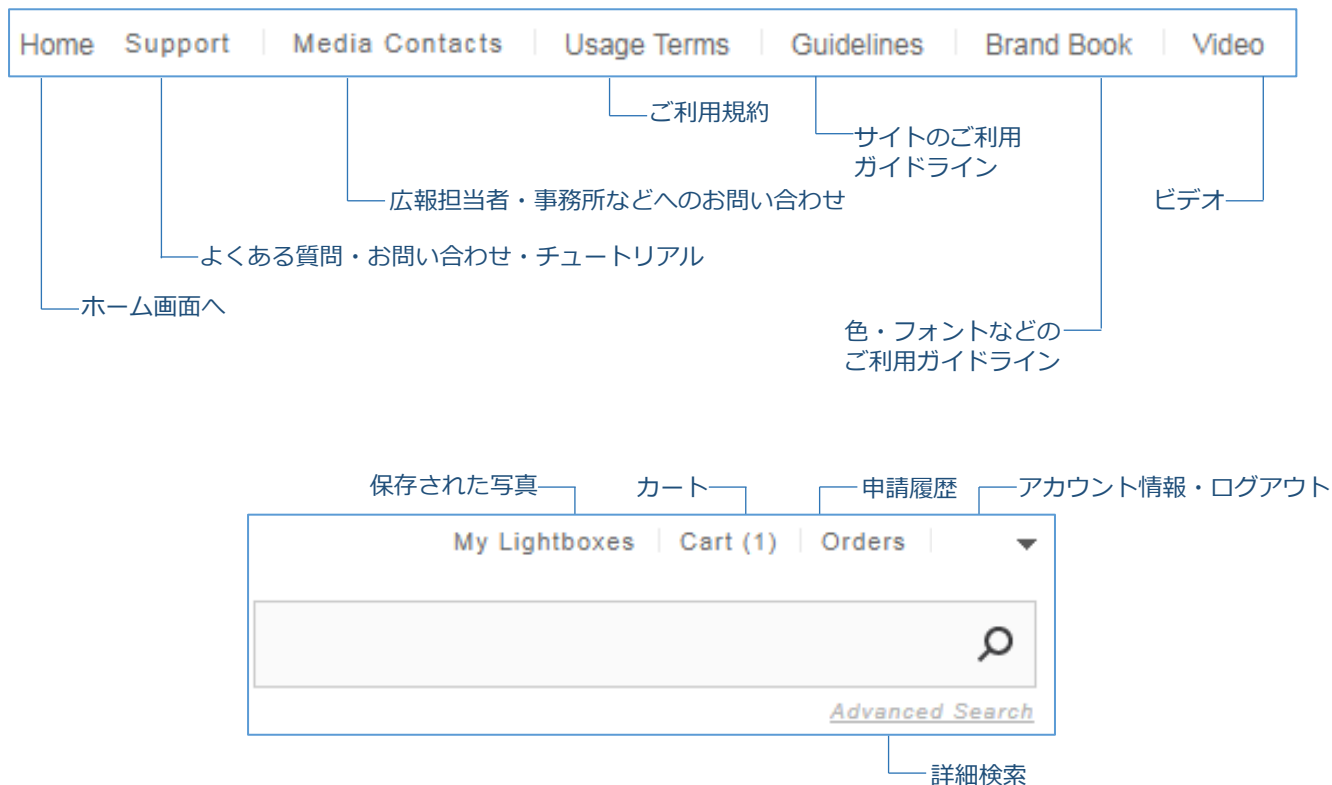 Home Support Media Contacts Usage Terms Guidelines Brand Book Video
ご利用規約
サイトのご利用
ガイドライン
広報担当者・事務所などへのお問い合わせ
ビデオ
よくある質問・お問い合わせ・チュートリアル
ホーム画面へ
色・フォントなどの
ご利用ガイドライン
保存された写真 カート 申請履歴 アカウント情報・ログアウト
My Lightboxes Cart (1) Orders
Advanced Search
詳細検索